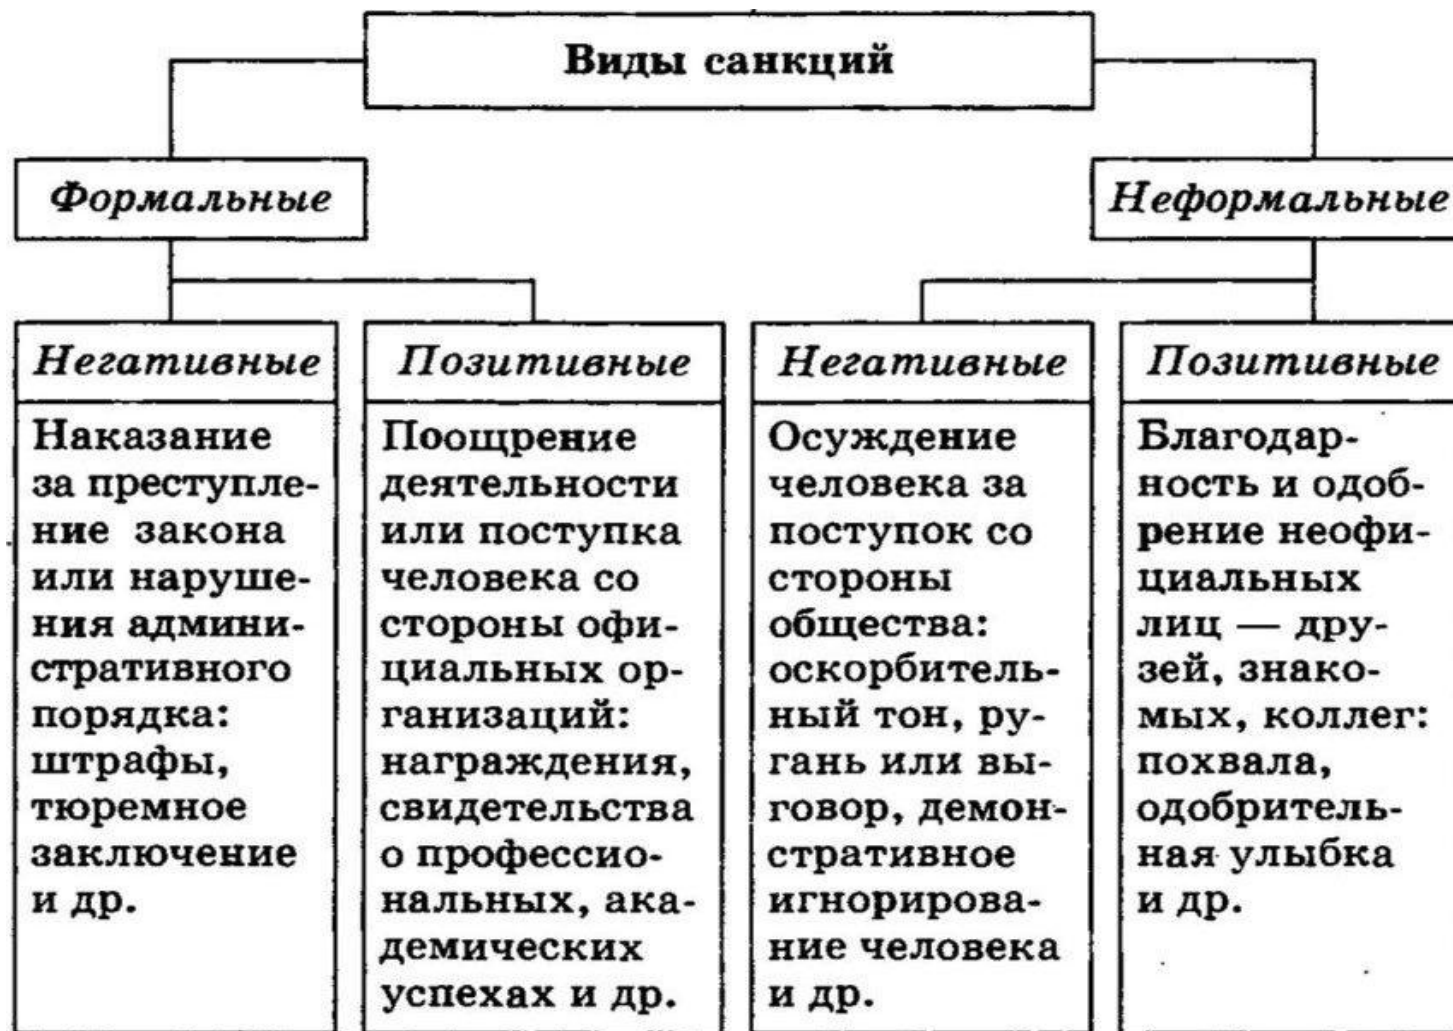 Виды санкций
Формальные
Неформальные
Негативные
Наказание
за преступле-
ние закона
или наруше-
ния админи-
стративного
порядка:
штрафы,
тюремное
заключение
и др.
Позитивные
Поощрение
деятельности
или поступка
человека со
стороны офи-
циальных ор-
ганизаций:
награждения,
свидетельства
о профессио-
нальных, ака-
демических
успехах и др.
Негативные
Осуждение
человека за
поступок со
стороны
общества:
оскорбитель-
ный тон, ру-
гань или вы-
говор, демон-
стративное
игнорирова-
ние человека
и др.
Позитивные
Благодар-
ность и одоб-
рение неофи-
циальных
лиц — дру-
зей, знако-
мых, коллег:
похвала,
одобритель-
ная улыбка
и др.